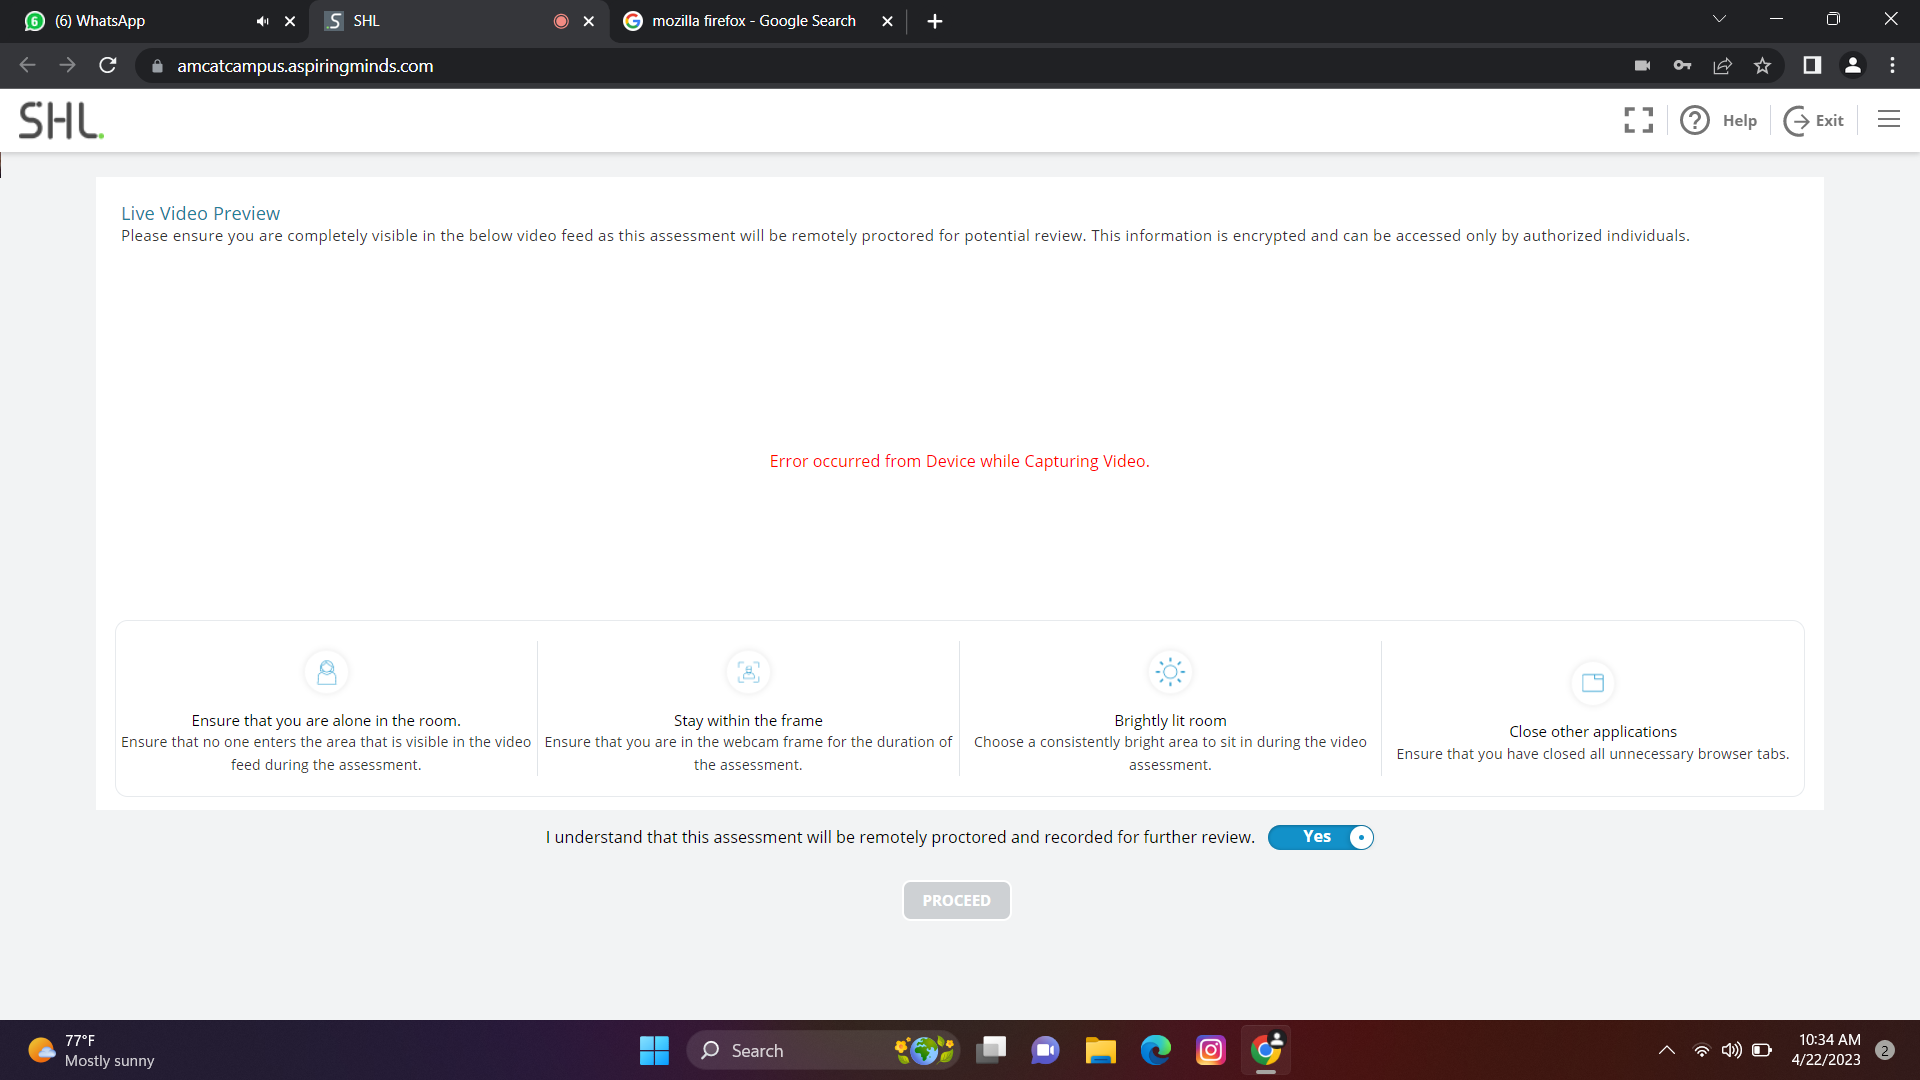 (6) WhatsApp
SHL
mozilla firefox - Google Search
amcatcampus.aspiringminds.com
SHL.
Help
Exit
Live Video Preview
Please ensure you are completely visible in the below video feed as this assessment will be remotely proctored for potential review. This information is encrypted and can be accessed only by authorized individuals.
Error occurred from Device while Capturing Video.
Ensure that you are alone in the room.
Ensure that no one enters the area that is visible in the video
feed during the assessment.
Stay within the frame
Ensure that you are in the webcam frame for the duration of
the assessment.
Brightly lit room
Choose a consistently bright area to sit in during the video
assessment.
Close other applications
Ensure that you have closed all unnecessary browser tabs.
I understand that this assessment will be remotely proctored and recorded for further review.
Yes
PROCEED
77°F
Mostly sunny
Search
10:34 AM
4/22/2023
2